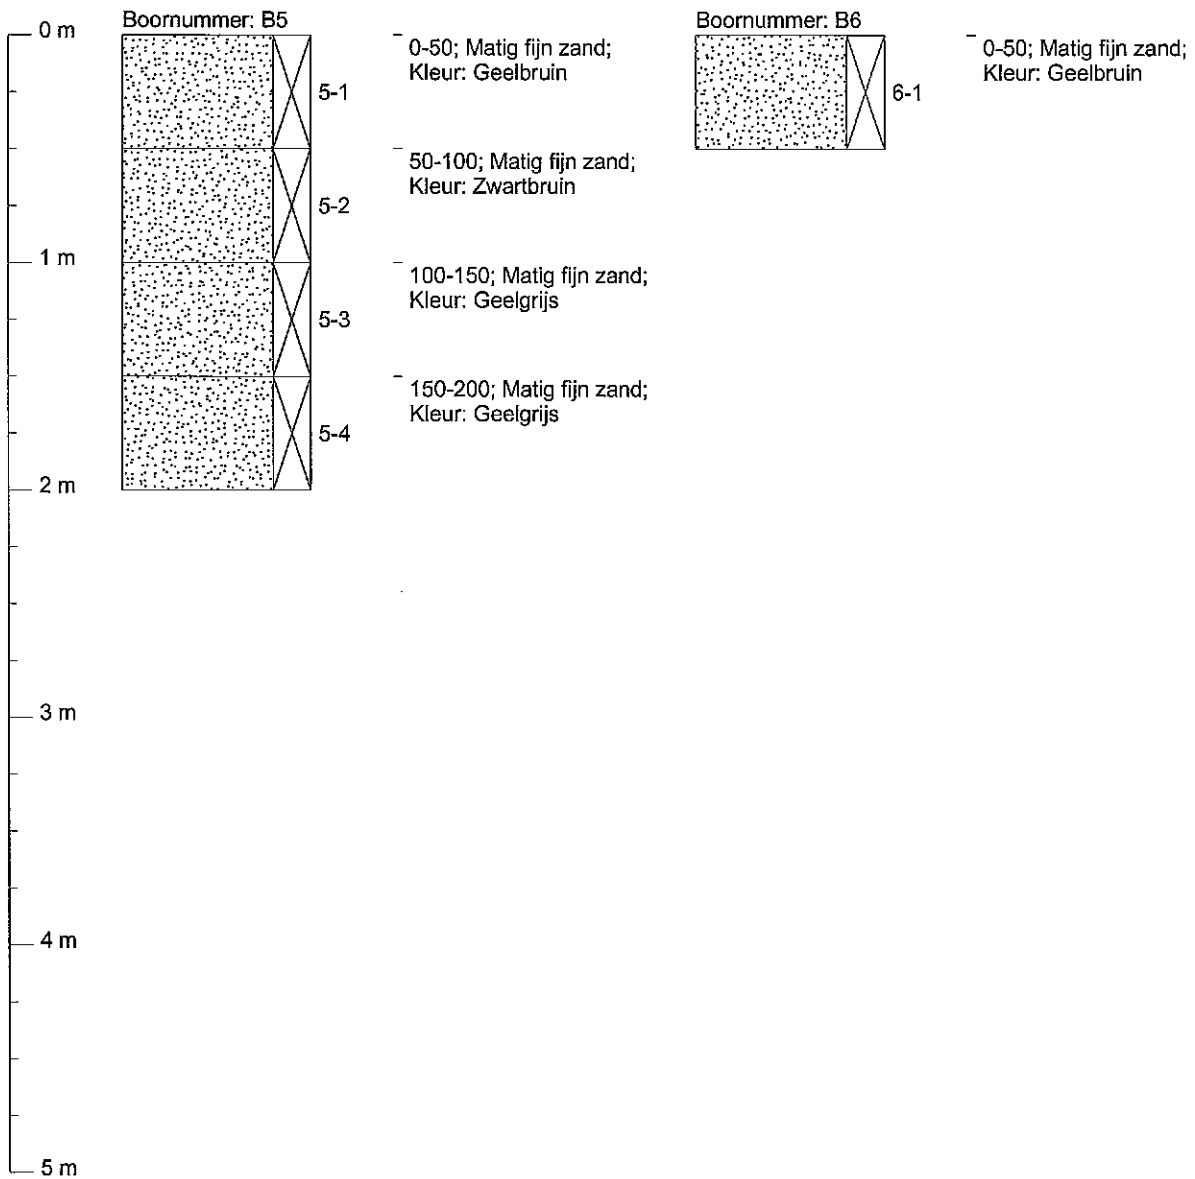 0 m
1 m
2 m
3 m
4 m
5 m
Boornummer: B5
5-1
5-2
5-3
5-4
0-50; Matig fijn zand;
Kleur: Geelbruin
50-100; Matig fijn zand;
Kleur: Zwartbruin
100-150; Matig fijn zand;
Kleur: Geelgrijs
150-200; Matig fijn zand;
Kleur: Geelgrijs
Boornummer: B6
6-1
0-50; Matig fijn zand;
Kleur: Geelbruin